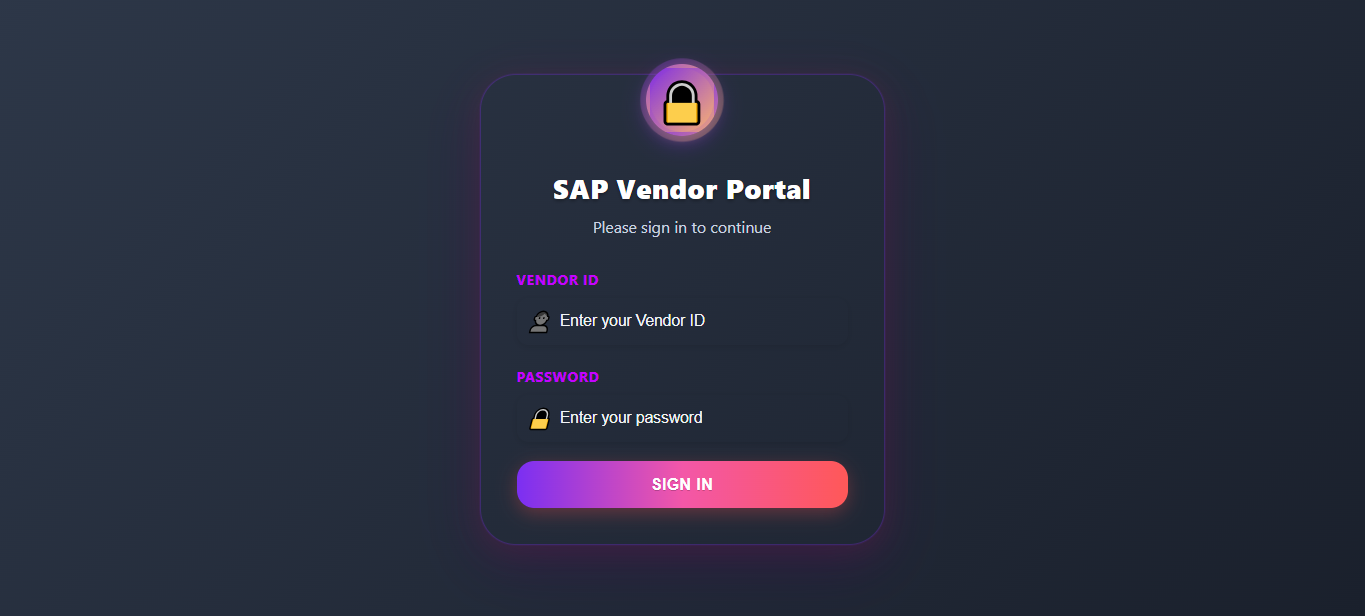 SAP Vendor Portal
Please sign in to continue
VENDOR ID
Enter your Vendor ID
PASSWORD
Enter your password
SIGN IN